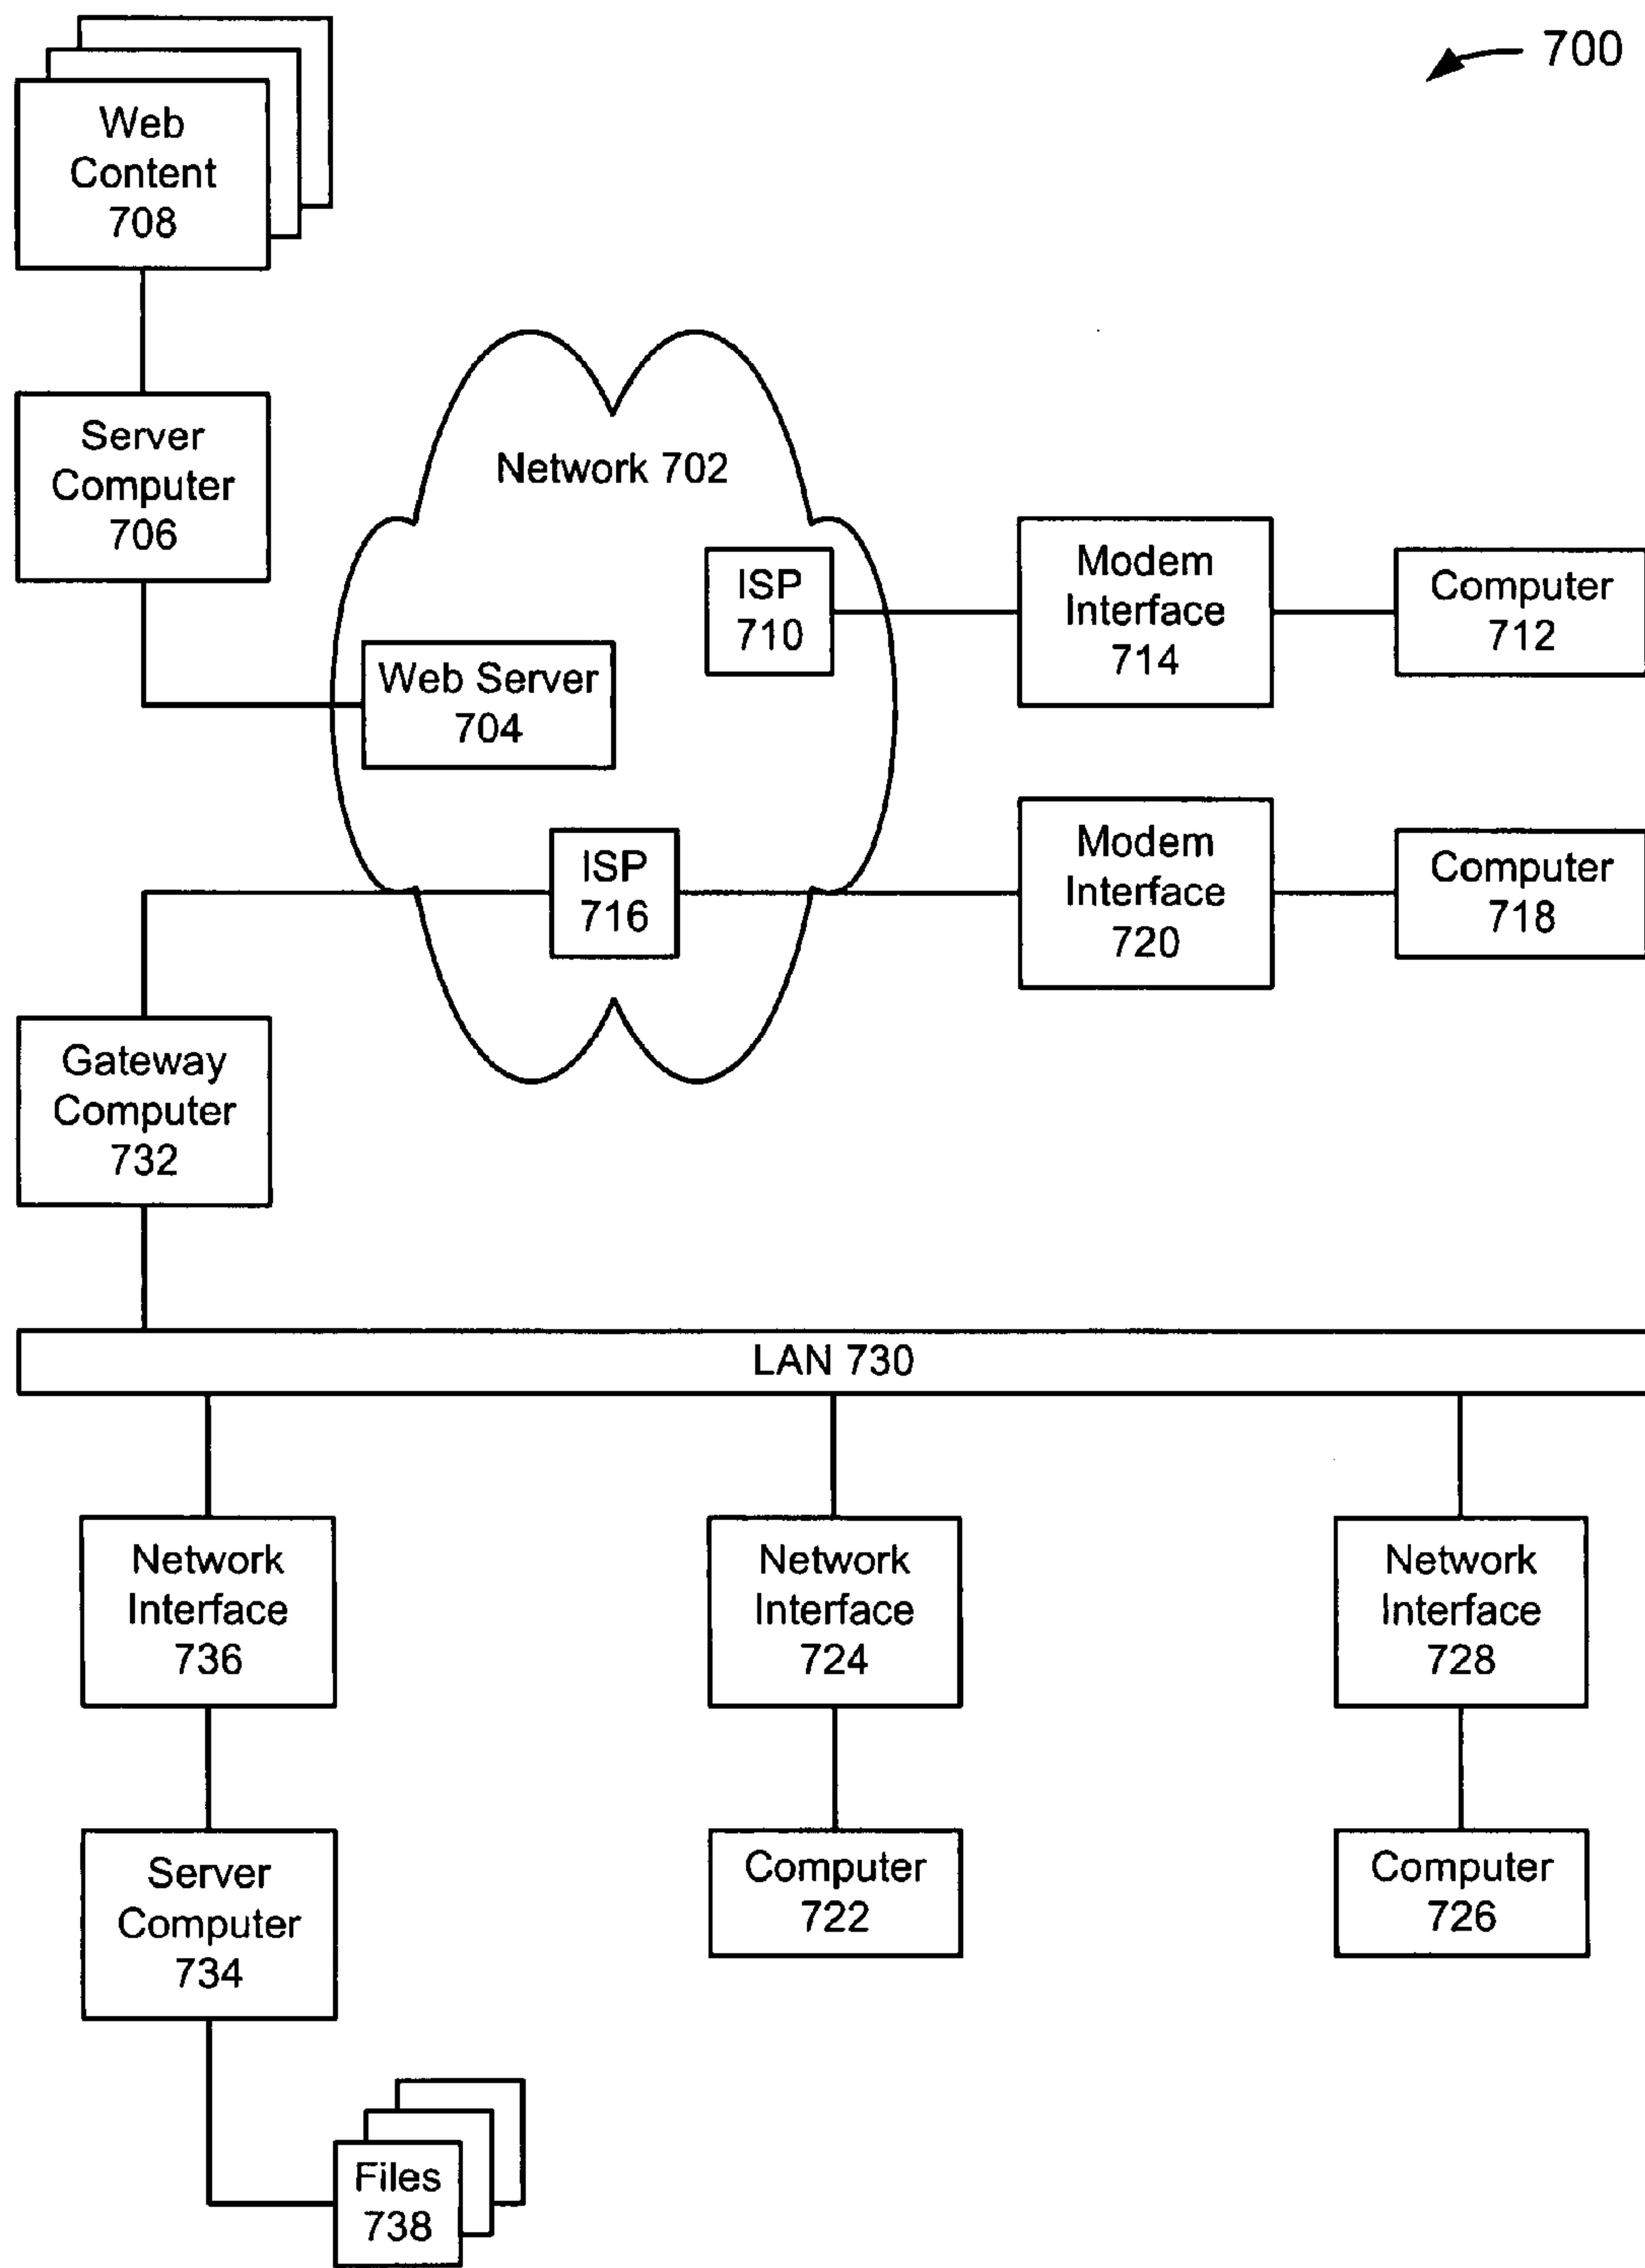 700
Web
Content
708
Server
Computer
706
Network 702
ISP
710
Modem
Interface
714
Computer
712
Web Server
704
ISP
716
Modem
Interface
720
Computer
718
Gateway
Computer
732
LAN 730
Network
Interface
736
Network
Interface
724
Network
Interface
728
Server
Computer
734
Computer
722
Computer
726
Files
738